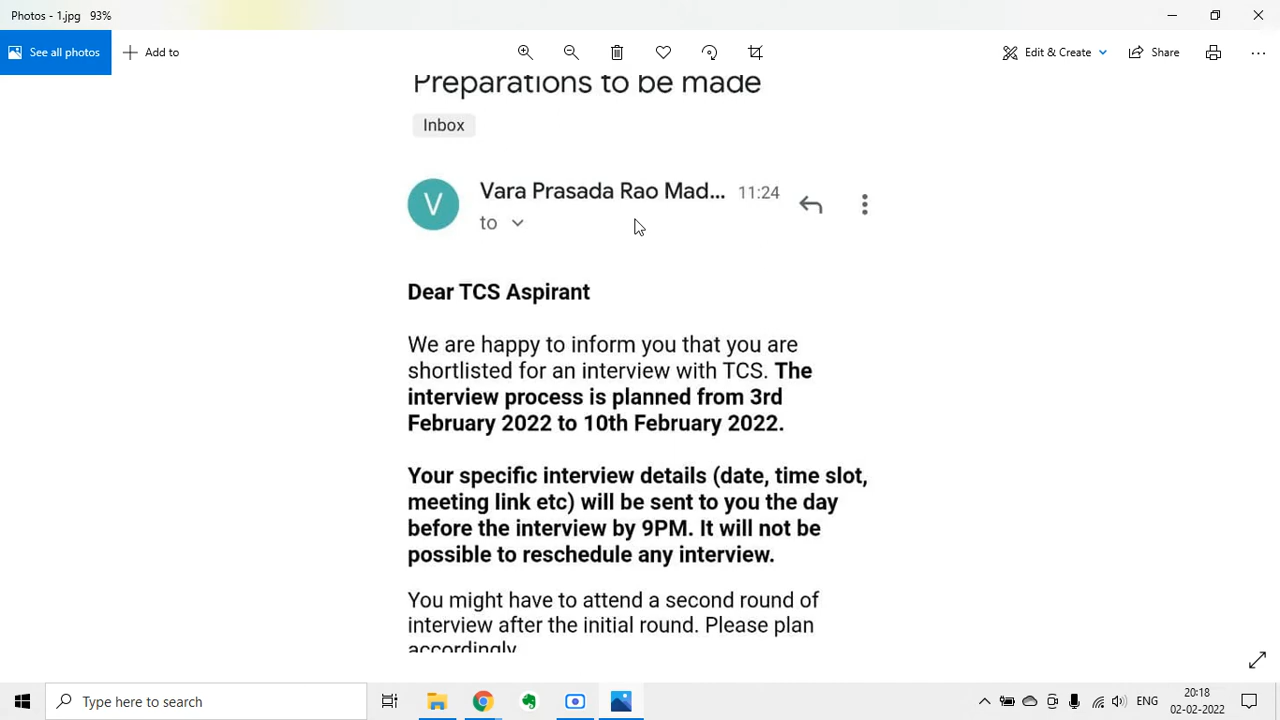 Photos - 1.jpg 93%
See all photos
Add to
Edit & Create
Share
Preparations to be made
Inbox
V
Vara Prasada Rao Mad... 11:24
to
Dear TCS Aspirant
We are happy to inform you that you are
shortlisted for an interview with TCS. The
interview process is planned from 3rd
February 2022 to 10th February 2022.
Your specific interview details (date, time slot,
meeting link etc) will be sent to you the day
before the interview by 9PM. It will not be
possible to reschedule any interview.
You might have to attend a second round of
interview after the initial round. Please plan
accordingly
Type here to search
ENG
20:18
02-02-2022